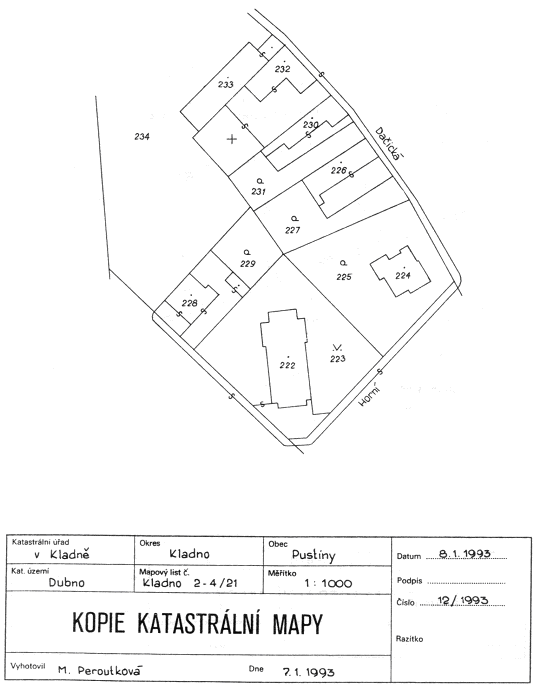 232
233
Dačická
230
234
226
231
227
229
225
224
228
223
222
Horní
Katastrální úřad
v Kladně
Okres
Kladno
Obec
Pustiny
Datum 8.1.1993
Kat. území
Dubno
Mapový list č.
Kladno 2-4/21
Měřítko
1 : 1000
Podpis
Číslo 12/1993
KOPIE KATASTRÁLNÍ MAPY
Razítko
Vyhotovil M. Peroutková
Dne 7.1.1993